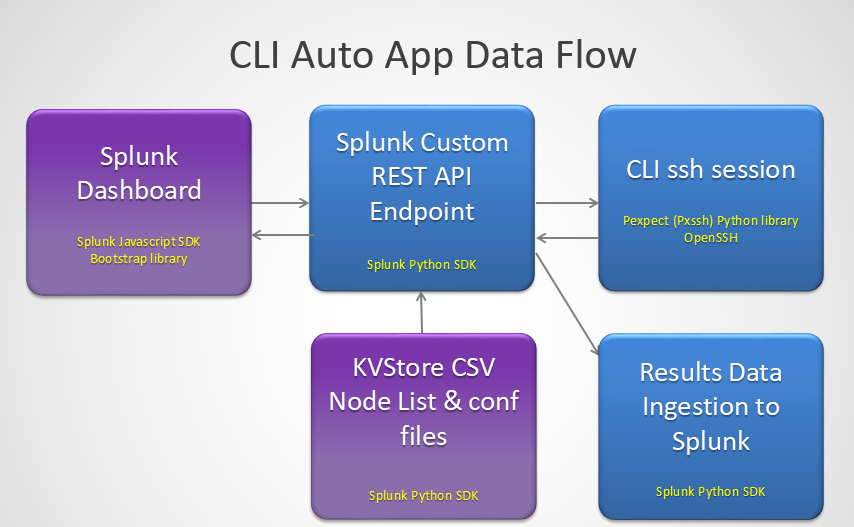 CLI Auto App Data Flow
Splunk
Dashboard
Splunk Javascript SDK
Bootstrap library
Splunk Custom
REST API
Endpoint
Splunk Python SDK
CLI ssh session
Pexpect (Pxssh) Python library
OpenSSH
KVStore CSV
Node List & conf
files
Splunk Python SDK
Results Data
Ingestion to
Splunk
Splunk Python SDK